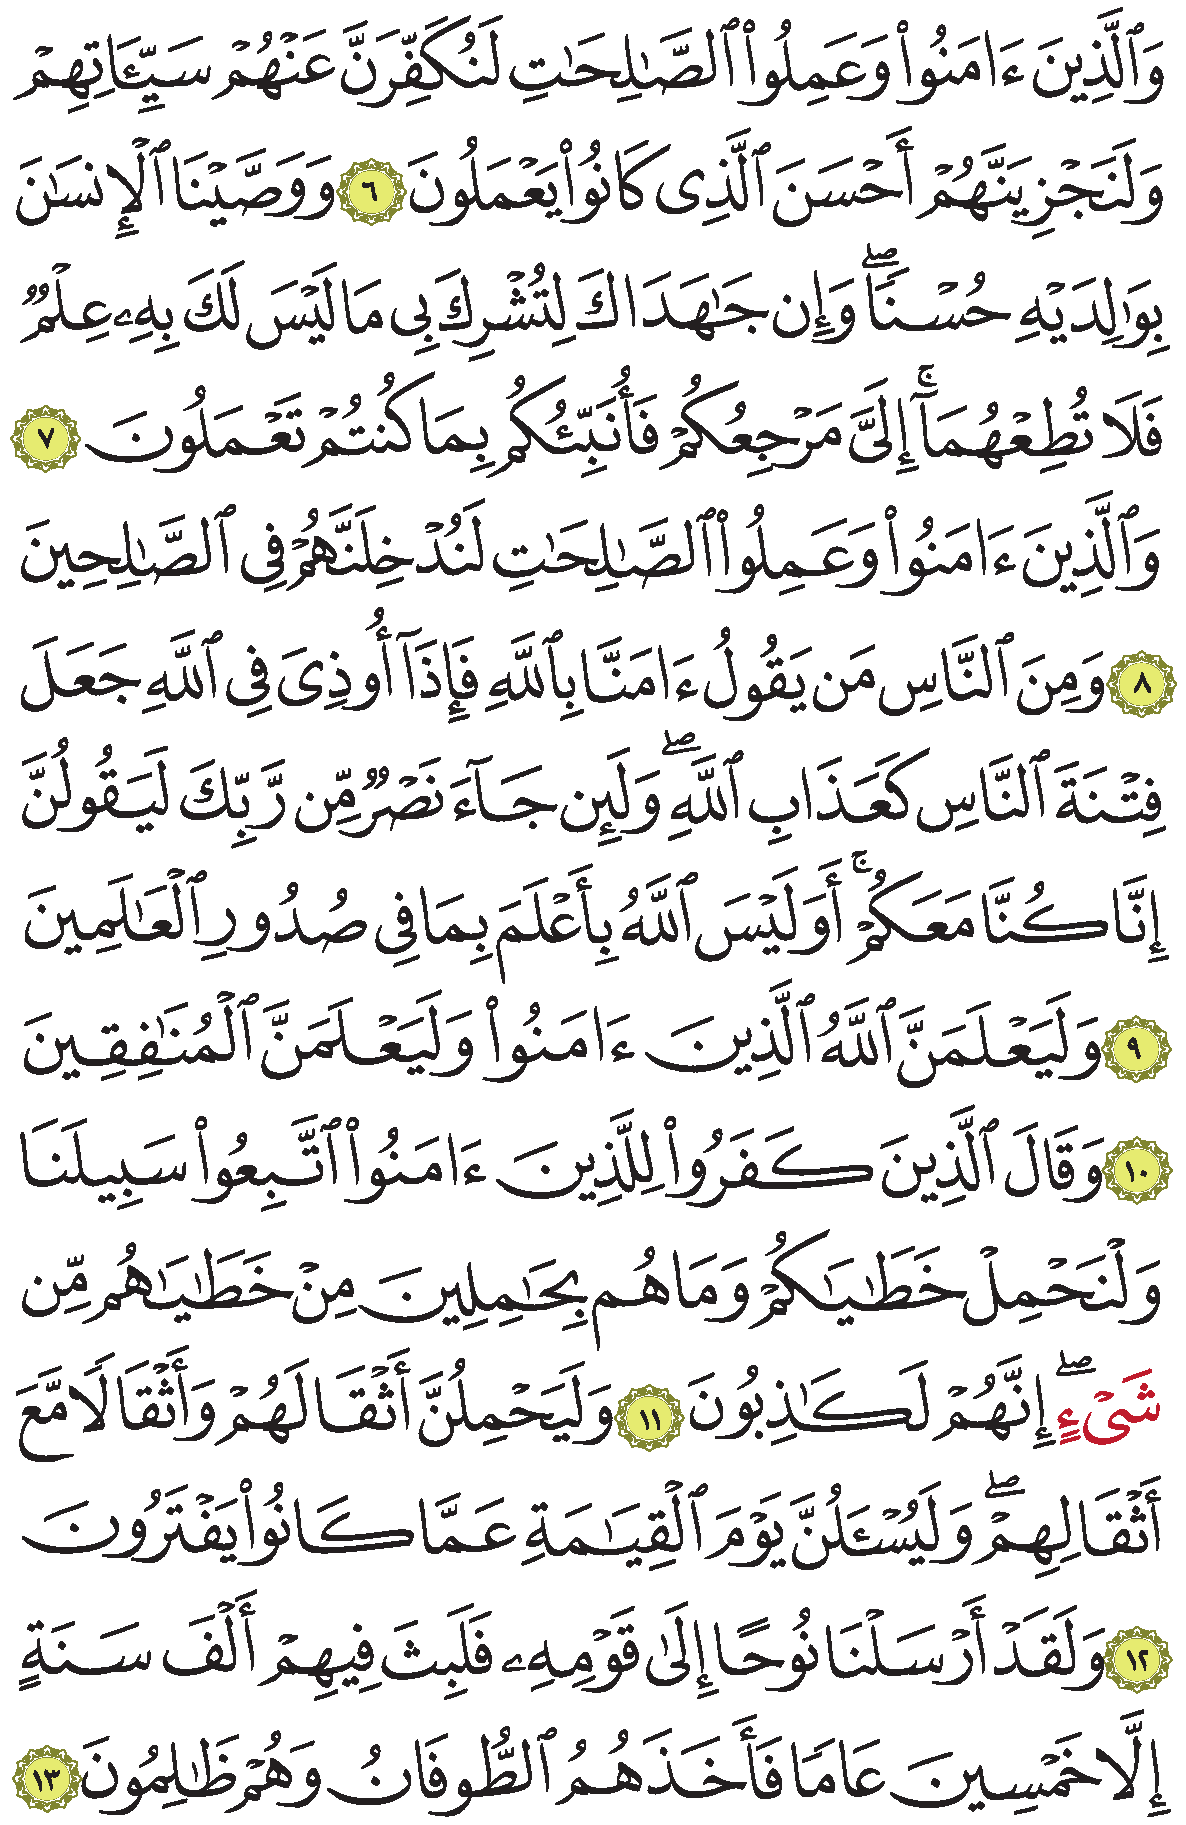 وَٱلَّذِينَ ءَامَنُوا۟ وَعَمِلُوا۟ ٱلصَّـٰلِحَـٰتِ لَنُكَفِّرَنَّ عَنْهُمْ سَيِّـَٔاتِهِمْ
وَلَنَجْزِيَنَّهُمْ أَحْسَنَ ٱلَّذِى كَانُوا۟ يَعْمَلُونَ ٦ وَوَصَّيْنَا ٱلْإِنسَـٰنَ
بِوَٰلِدَيْهِ حُسْنًا ۖ وَإِن جَـٰهَدَاكَ لِتُشْرِكَ بِى مَا لَيْسَ لَكَ بِهِۦ عِلْمٌ
فَلَا تُطِعْهُمَآ ۚ إِلَىَّ مَرْجِعُكُمْ فَأُنَبِّئُكُم بِمَا كُنتُمْ تَعْمَلُونَ ٧
وَٱلَّذِينَ ءَامَنُوا۟ وَعَمِلُوا۟ ٱلصَّـٰلِحَـٰتِ لَنُدْخِلَنَّهُمْ فِى ٱلصَّـٰلِحِينَ
٨ وَمِنَ ٱلنَّاسِ مَن يَقُولُ ءَامَنَّا بِٱللَّهِ فَإِذَآ أُوذِىَ فِى ٱللَّهِ جَعَلَ
فِتْنَةَ ٱلنَّاسِ كَعَذَابِ ٱللَّهِ ۖ وَلَئِن جَآءَ نَصْرٌ مِّن رَّبِّكَ لَيَقُولُنَّ
إِنَّا كُنَّا مَعَكُمْ ۚ أَوَلَيْسَ ٱللَّهُ بِأَعْلَمَ بِمَا فِى صُدُورِ ٱلْعَـٰلَمِينَ
٩ وَلَيَعْلَمَنَّ ٱللَّهُ ٱلَّذِينَ ءَامَنُوا۟ وَلَيَعْلَمَنَّ ٱلْمُنَـٰفِقِينَ
١٠ وَقَالَ ٱلَّذِينَ كَفَرُوا۟ لِلَّذِينَ ءَامَنُوا۟ ٱتَّبِعُوا۟ سَبِيلَنَا
وَلْنَحْمِلْ خَطَـٰيَـٰكُمْ وَمَا هُم بِحَـٰمِلِينَ مِنْ خَطَـٰيَـٰهُم مِّن
شَىْءٍ ۖ إِنَّهُمْ لَكَـٰذِبُونَ ١١ وَلَيَحْمِلُنَّ أَثْقَالَهُمْ وَأَثْقَالًا مَّعَ
أَثْقَالِهِمْ ۖ وَلَيُسْـَٔلُنَّ يَوْمَ ٱلْقِيَـٰمَةِ عَمَّا كَانُوا۟ يَفْتَرُونَ
١٢ وَلَقَدْ أَرْسَلْنَا نُوحًا إِلَىٰ قَوْمِهِۦ فَلَبِثَ فِيهِمْ أَلْفَ سَنَةٍ
إِلَّا خَمْسِينَ عَامًا فَأَخَذَهُمُ ٱلطُّوفَانُ وَهُمْ ظَـٰلِمُونَ ١٣